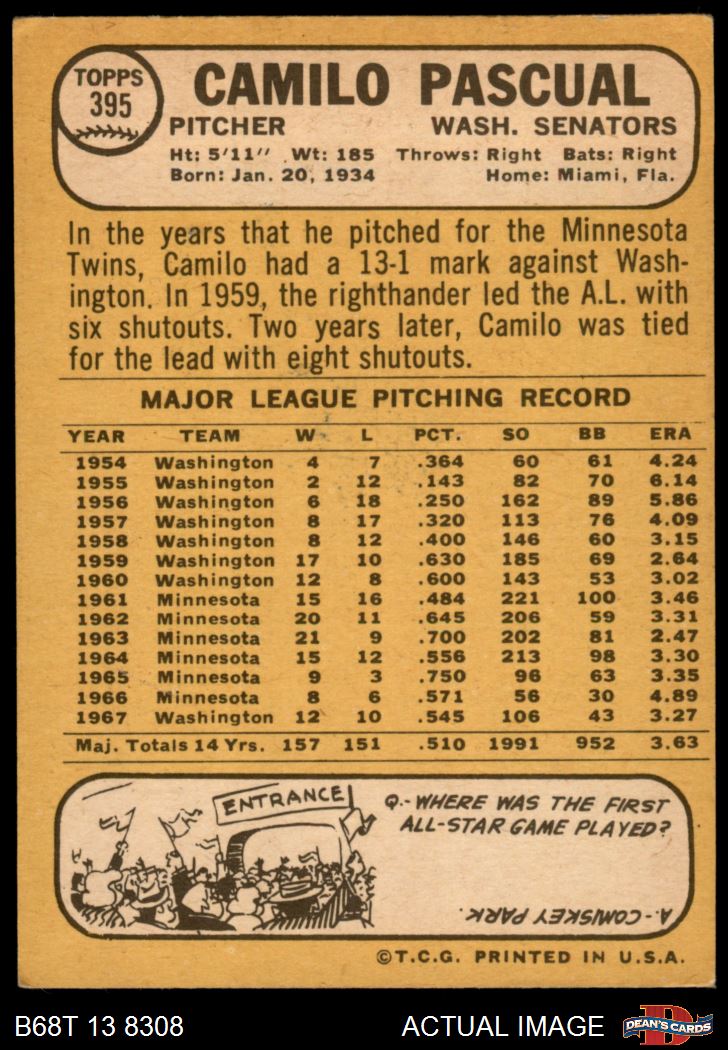 TOPPS
395
CAMILO PASCUAL
PITCHER WASH. SENATORS
Ht: 5'11" Wt: 185 Throws: Right Bats: Right
Born: Jan. 20, 1934 Home: Miami, Fla.
In the years that he pitched for the Minnesota
Twins, Camilo had a 13-1 mark against Wash-
ington. In 1959, the righthander led the A.L. with
six shutouts. Two years later, Camilo was tied
for the lead with eight shutouts.
MAJOR LEAGUE PITCHING RECORD
YEAR TEAM W L PCT. SO BB ERA
1954 Washington 4 7 .364 60 61 4.24
1955 Washington 2 12 .143 82 70 6.14
1956 Washington 6 18 .250 162 89 5.86
1957 Washington 8 17 .320 113 76 4.09
1958 Washington 8 12 .400 146 60 3.15
1959 Washington 17 10 .630 185 69 2.64
1960 Washington 12 8 .600 143 53 3.02
1961 Minnesota 15 16 .484 221 100 3.46
1962 Minnesota 20 11 .645 206 59 3.31
1963 Minnesota 21 9 .700 202 81 2.47
1964 Minnesota 15 12 .556 213 98 3.30
1965 Minnesota 9 3 .750 96 63 3.35
1966 Minnesota 8 6 .571 56 30 4.89
1967 Washington 12 10 .545 106 43 3.27
Maj. Totals 14 Yrs. 157 151 .510 1991 952 3.63
ENTRANCE
Q.- WHERE WAS THE FIRST
ALL-STAR GAME PLAYED?
A.- COMISKEY PARK.
©T.C.G. PRINTED IN U.S.A.
B68T 13 8308 ACTUAL IMAGE
D
DEAN'S CARDS